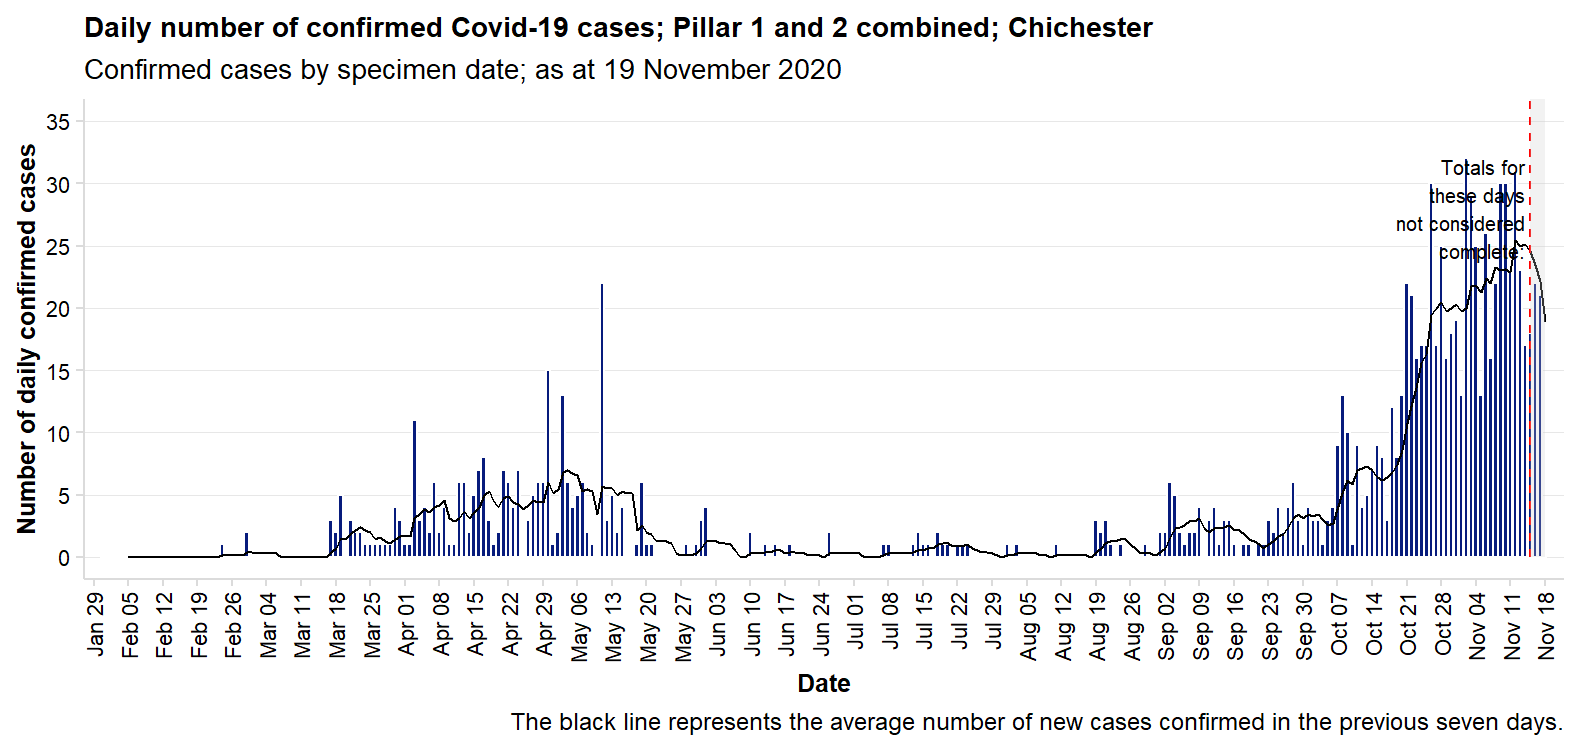 Daily number of confirmed Covid-19 cases; Pillar 1 and 2 combined; Chichester
Confirmed cases by specimen date; as at 19 November 2020
Number of daily confirmed cases
35
30
25
20
15
10
5
0
Totals for
these days
not considered
complete.
Jan 29
Feb 05
Feb 12
Feb 19
Feb 26
Mar 04
Mar 11
Mar 18
Mar 25
Apr 01
Apr 08
Apr 15
Apr 22
Apr 29
May 06
May 13
May 20
May 27
Jun 03
Jun 10
Jun 17
Jun 24
Jul 01
Jul 08
Jul 15
Jul 22
Jul 29
Aug 05
Aug 12
Aug 19
Aug 26
Sep 02
Sep 09
Sep 16
Sep 23
Sep 30
Oct 07
Oct 14
Oct 21
Oct 28
Nov 04
Nov 11
Nov 18
Date
The black line represents the average number of new cases confirmed in the previous seven days.